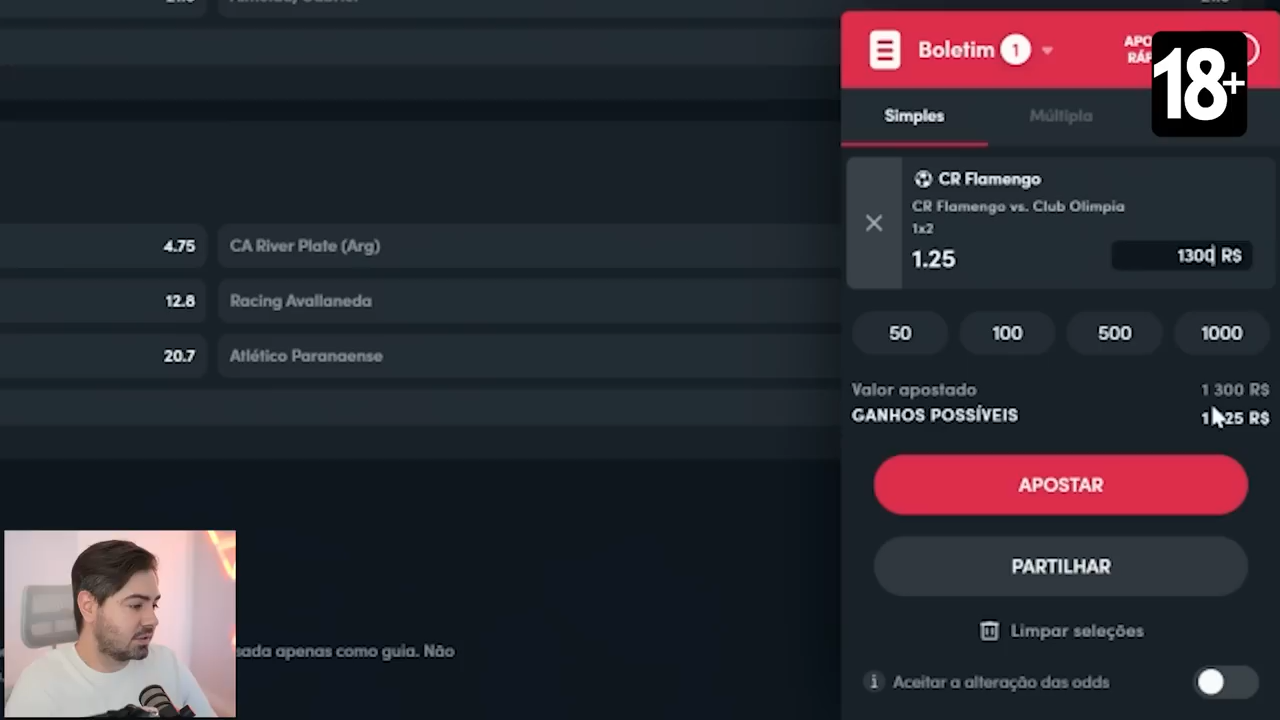 Boletim 1
18+
Simples
Múltipla
CR Flamengo
CR Flamengo vs. Club Olimpia
1x2
1.25
1300 R$
4.75
CA River Plate (Arg)
12.8
Racing Avallaneda
20.7
Atlético Paranaense
50
100
500
1000
Valor apostado
1 300 R$
GANHOS POSSÍVEIS
R$
APOSTAR
PARTILHAR
Limpar seleções
apenas como guia. Não
Aceitar a alteração das odds